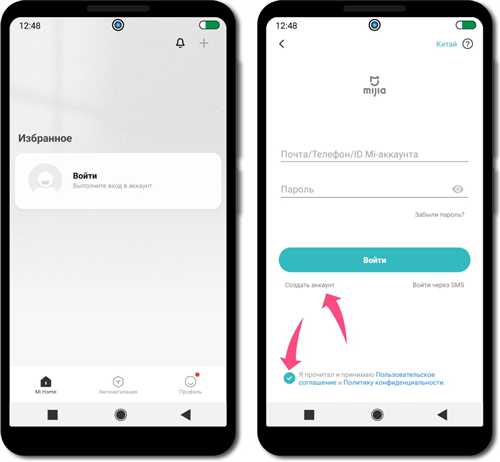 12:48
Избранное
Войти
Выполните вход в аккаунт
Mi Home
Автоматизация
Профиль
12:48
Китай
?
mijia
Почта/Телефон/ID Mi-аккаунта
Пароль
Забыли пароль?
Войти
Создать аккаунт
Войти через SMS
Я прочитал и принимаю Пользовательское
соглашение и Политику конфиденциальности.